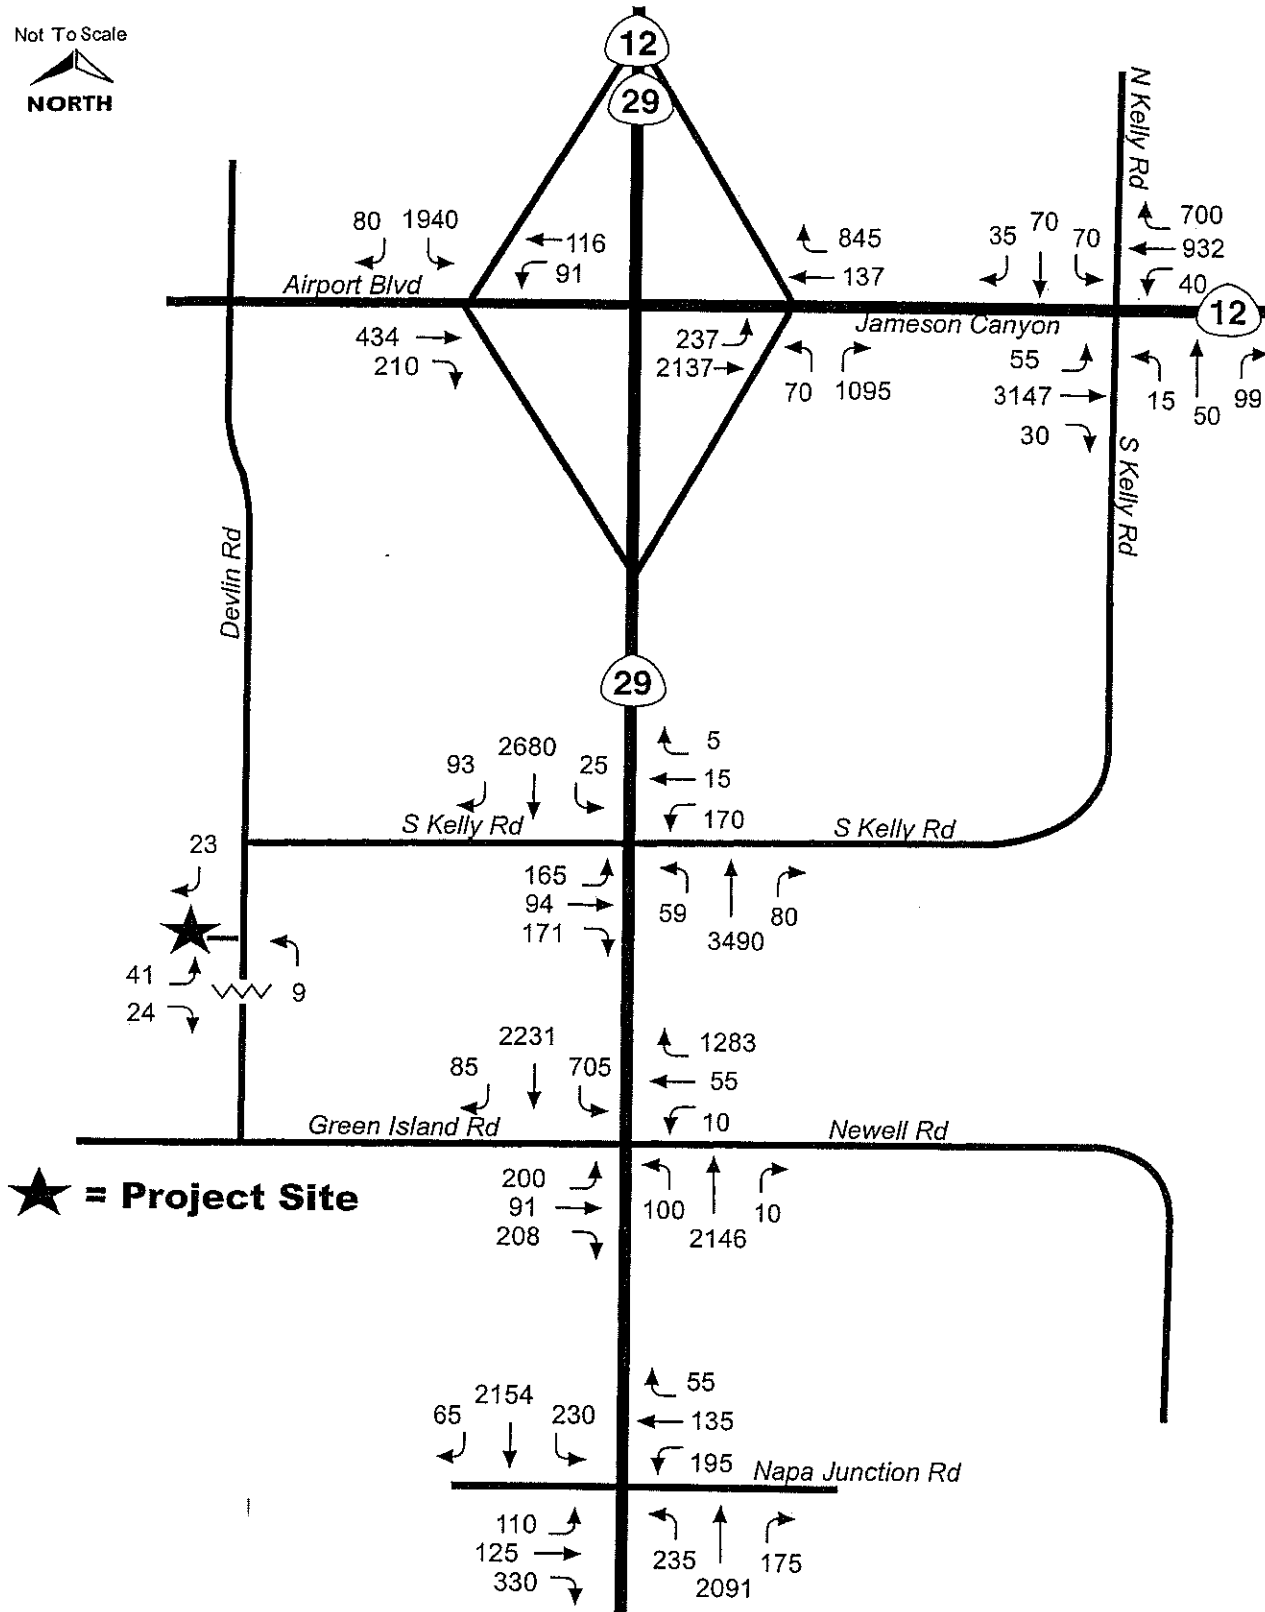 Not To Scale
NORTH
12
29
N Kelly Rd
80 1940
116
91
Airport Blvd
434
210
845
137
237
2137
70 1095
Jameson Canyon
35 70 70
700
932
40
12
55
3147
30
15 50 99
S Kelly Rd
Devlin Rd
29
93 2680 25
5
15
170
S Kelly Rd
S Kelly Rd
165
94
171
59 3490 80
23
41
24
9
85 2231 705
1283
55
10
Green Island Rd
Newell Rd
200
91
208
100 2146 10
= Project Site
65 2154 230
55
135
195
Napa Junction Rd
110
125
330
235 2091 175